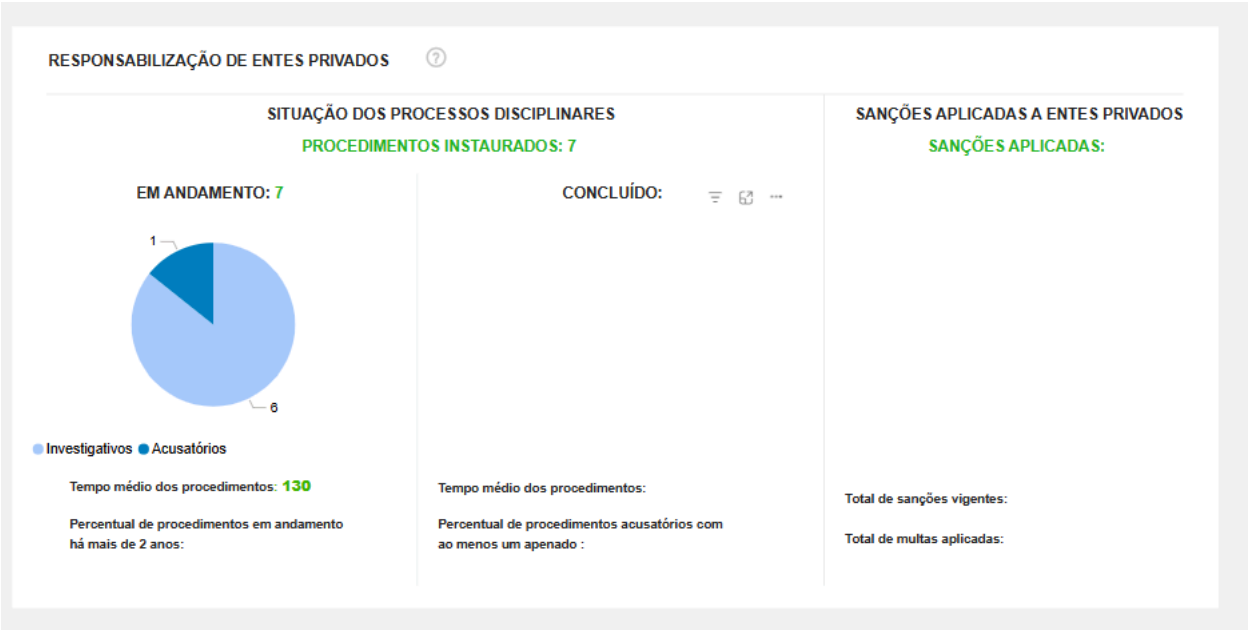 RESPONSABILIZAÇÃO DE ENTES PRIVADOS ?
SITUAÇÃO DOS PROCESSOS DISCIPLINARES
PROCEDIMENTOS INSTAURADOS: 7
EM ANDAMENTO: 7
1
6
Investigativos Acusatórios
Tempo médio dos procedimentos: 130
Percentual de procedimentos em andamento
há mais de 2 anos:
CONCLUÍDO:
Tempo médio dos procedimentos:
Percentual de procedimentos acusatórios com
ao menos um apenado :
SANÇÕES APLICADAS A ENTES PRIVADOS
SANÇÕES APLICADAS:
Total de sanções vigentes:
Total de multas aplicadas: